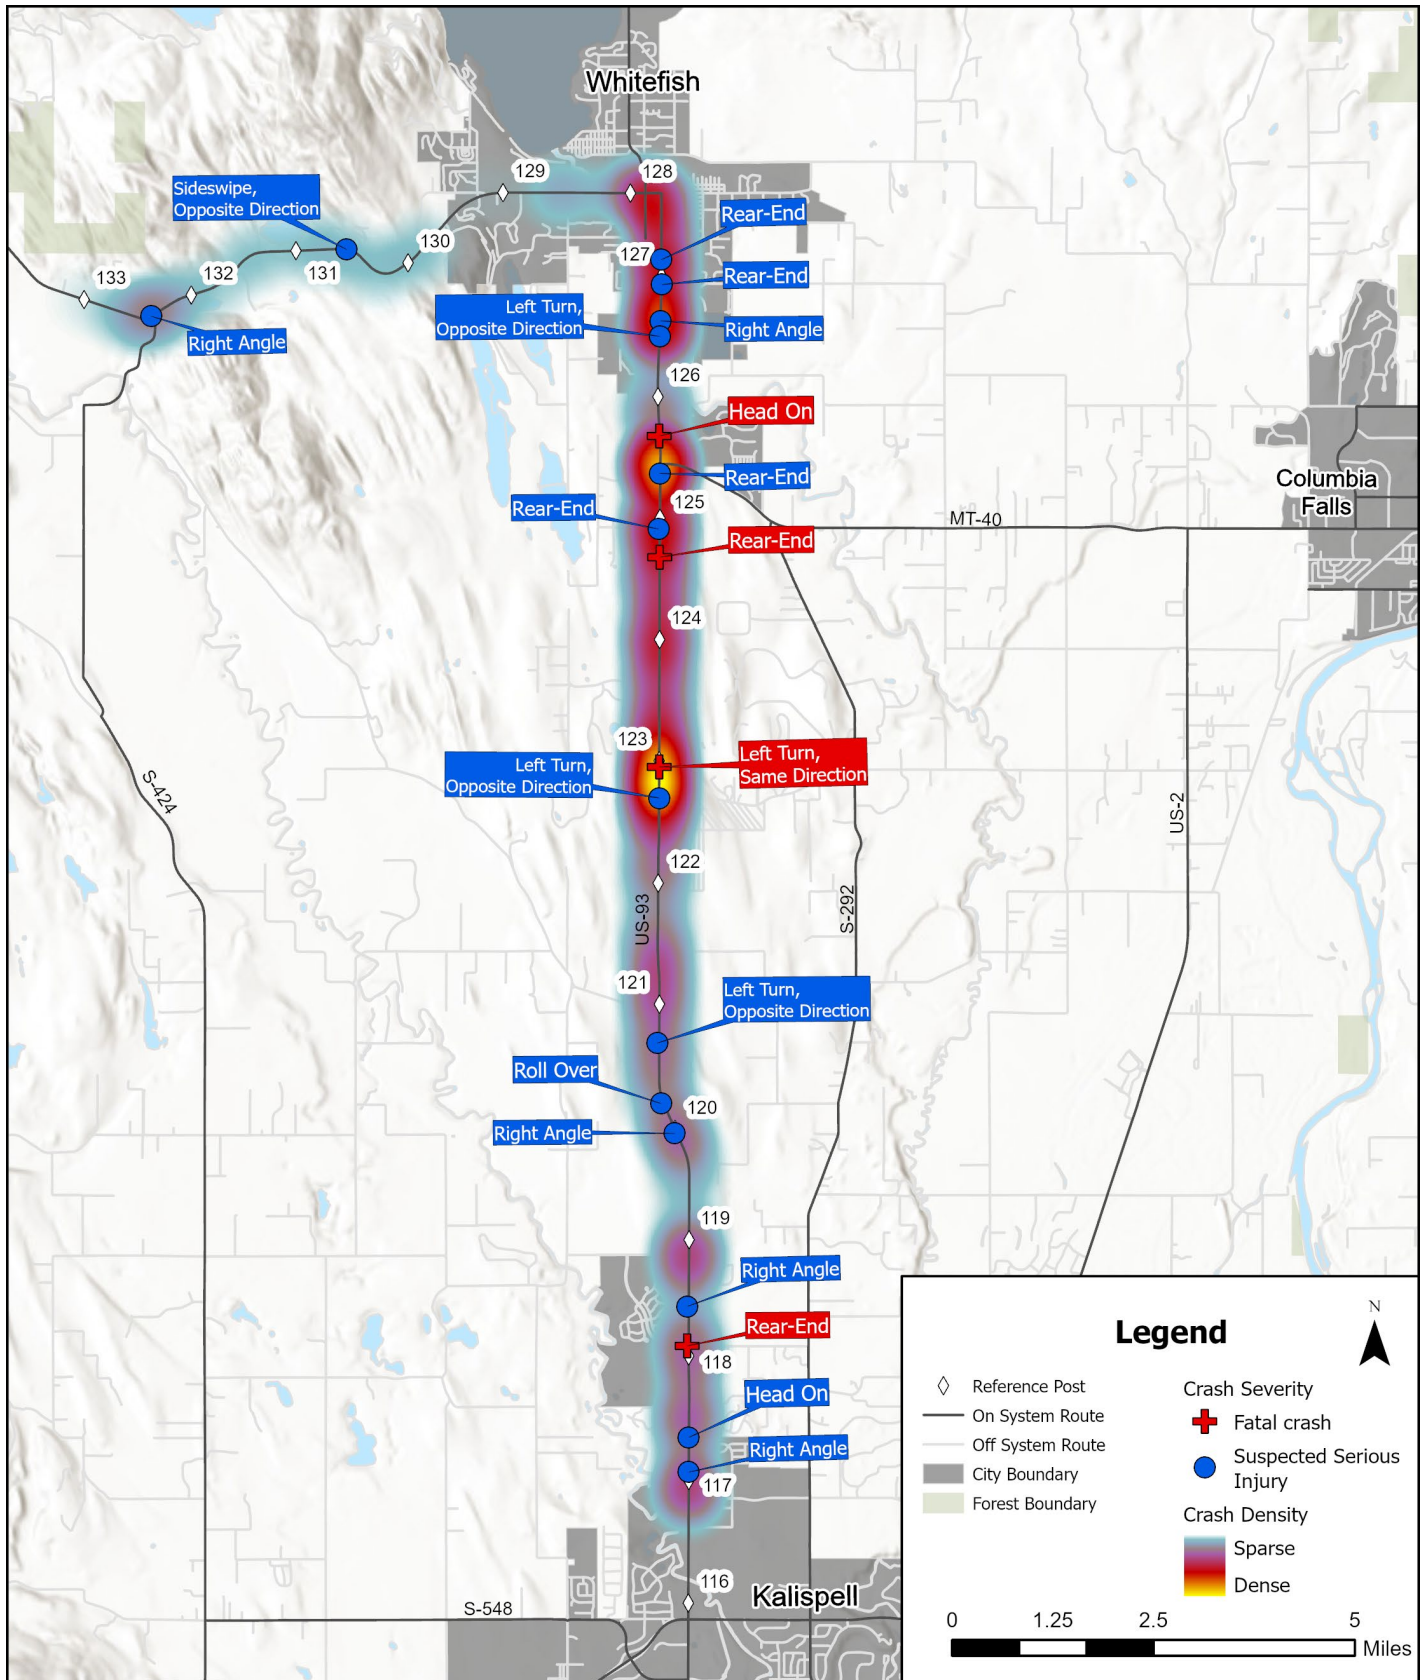 Whitefish
129
128
Sideswipe,
Opposite Direction
Rear-End
130
127
133
132
131
Rear-End
Left Turn,
Opposite Direction
Right Angle
Right Angle
126
Head On
Rear-End
Columbia
Falls
Rear-End
125
MT-40
Rear-End
124
123
Left Turn,
Same Direction
Left Turn,
Opposite Direction
S-424
US-2
122
US-93
S-292
121
Left Turn,
Opposite Direction
Roll Over
120
Right Angle
119
Right Angle
Rear-End
118
Head On
Right Angle
117
116
Kalispell
S-548
Legend
N
Reference Post
On System Route
Off System Route
City Boundary
Forest Boundary
Crash Severity
Fatal crash
Suspected Serious
Injury
Crash Density
Sparse
Dense
0 1.25 2.5 5
Miles